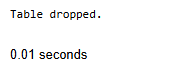 Table dropped.
0.01 seconds